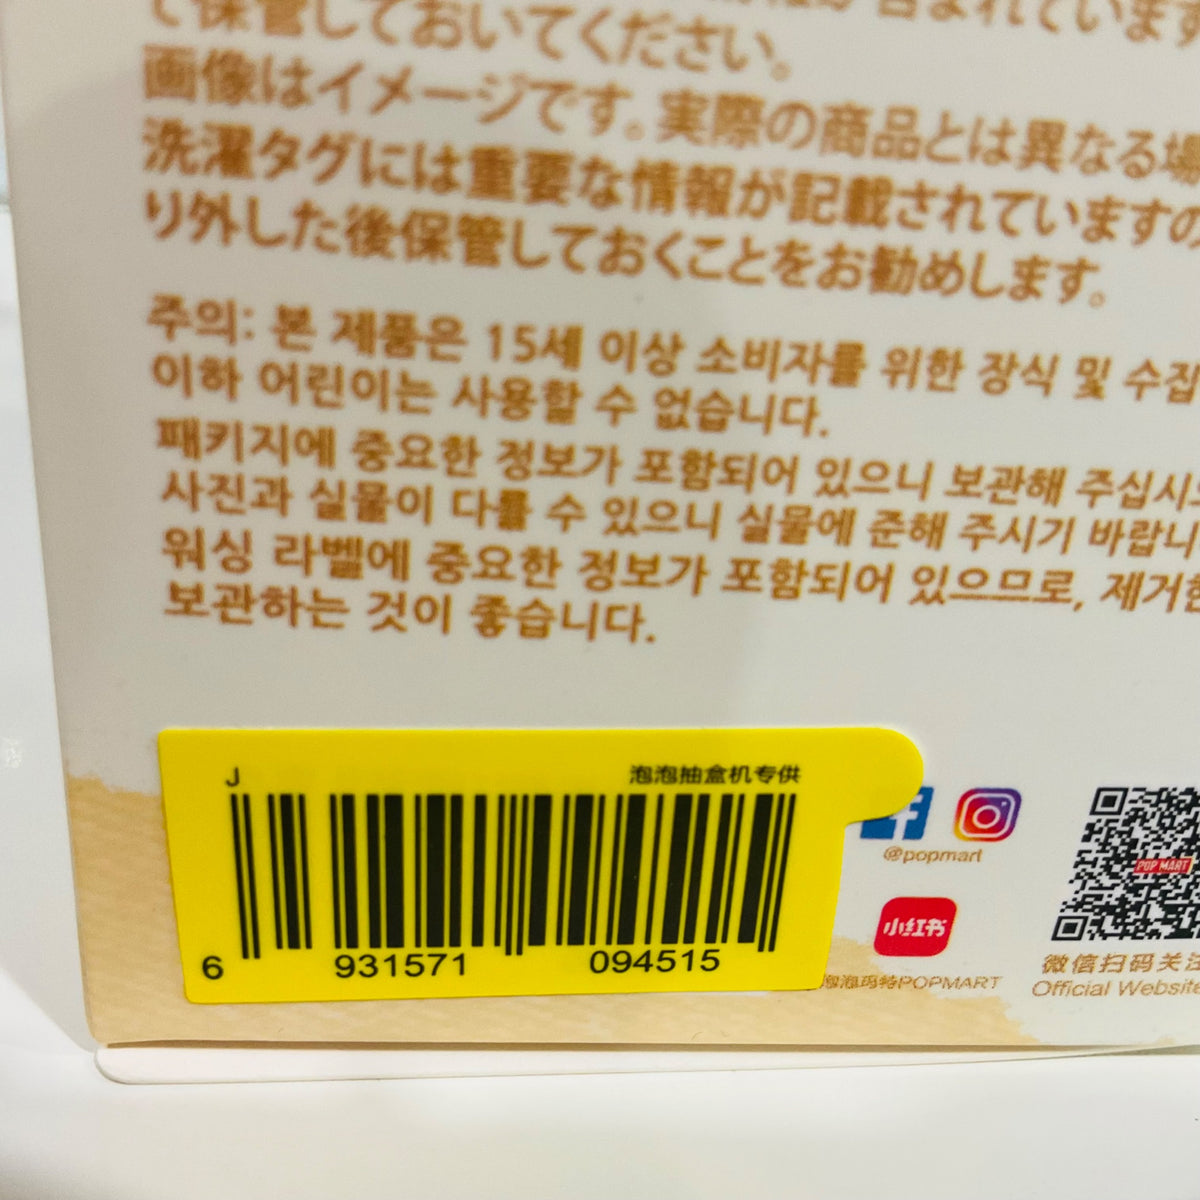 て保管しておいてください。
画像はイメージです。実際の商品とは異なる場
洗濯タグには重要な情報が記載されていますの
り外した後保管しておくことをお勧めします。
주의: 본 제품은 15세 이상 소비자를 위한 장식 및 수집
이하 어린이는 사용할 수 없습니다.
패키지에 중요한 정보가 포함되어 있으니 보관해 주십시
사진과 실물이 다를 수 있으니 실물에 준해 주시기 바랍니
워싱 라벨에 중요한 정보가 포함되어 있으므로, 제거한
보관하는 것이 좋습니다.
J 泡泡抽盒机专供
6 931571 094515
@popmart
POP MART
小红书
泡泡玛特POPMART
微信扫码关注
Official Website